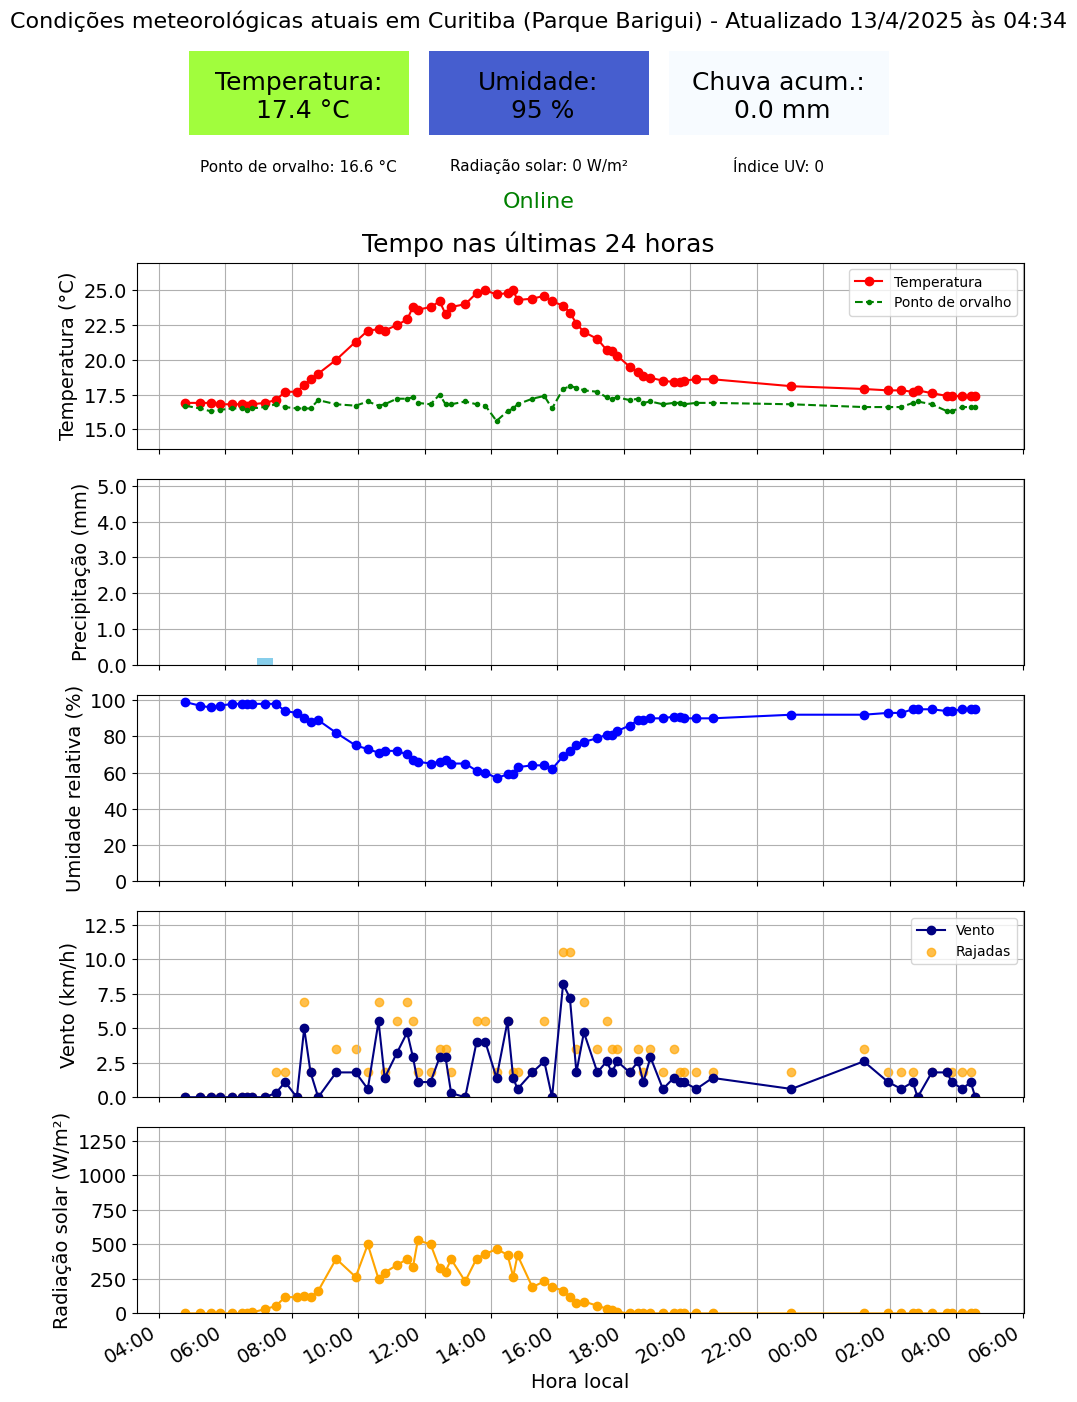 Condições meteorológicas atuais em Curitiba (Parque Barigui) - Atualizado 13/4/2025 às 04:34
Temperatura:
17.4 °C
Umidade:
95 %
Chuva acum.:
0.0 mm
Ponto de orvalho: 16.6 °C
Radiação solar: 0 W/m²
Índice UV: 0
Online
Tempo nas últimas 24 horas
Temperatura (°C)
25.0
22.5
20.0
17.5
15.0
Temperatura
Ponto de orvalho
Precipitação (mm)
5.0
4.0
3.0
2.0
1.0
0.0
Umidade relativa (%)
100
80
60
40
20
0
Vento (km/h)
12.5
10.0
7.5
5.0
2.5
0.0
Vento
Rajadas
Radiação solar (W/m²)
1250
1000
750
500
250
0
04:00
06:00
08:00
10:00
12:00
14:00
16:00
18:00
20:00
22:00
00:00
02:00
04:00
06:00
Hora local